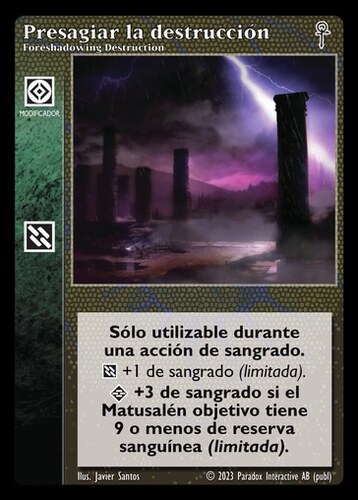 Presagiar la destrucción
Foreshadowing Destruction
MODIFICADOR
Sólo utilizable durante
una acción de sangrado.
+1 de sangrado (limitada).
+3 de sangrado si el
Matusalén objetivo tiene
9 o menos de reserva
sanguínea (limitada).
Ilus. Javier Santos
© 2023 Paradox Interactive AB (publ)